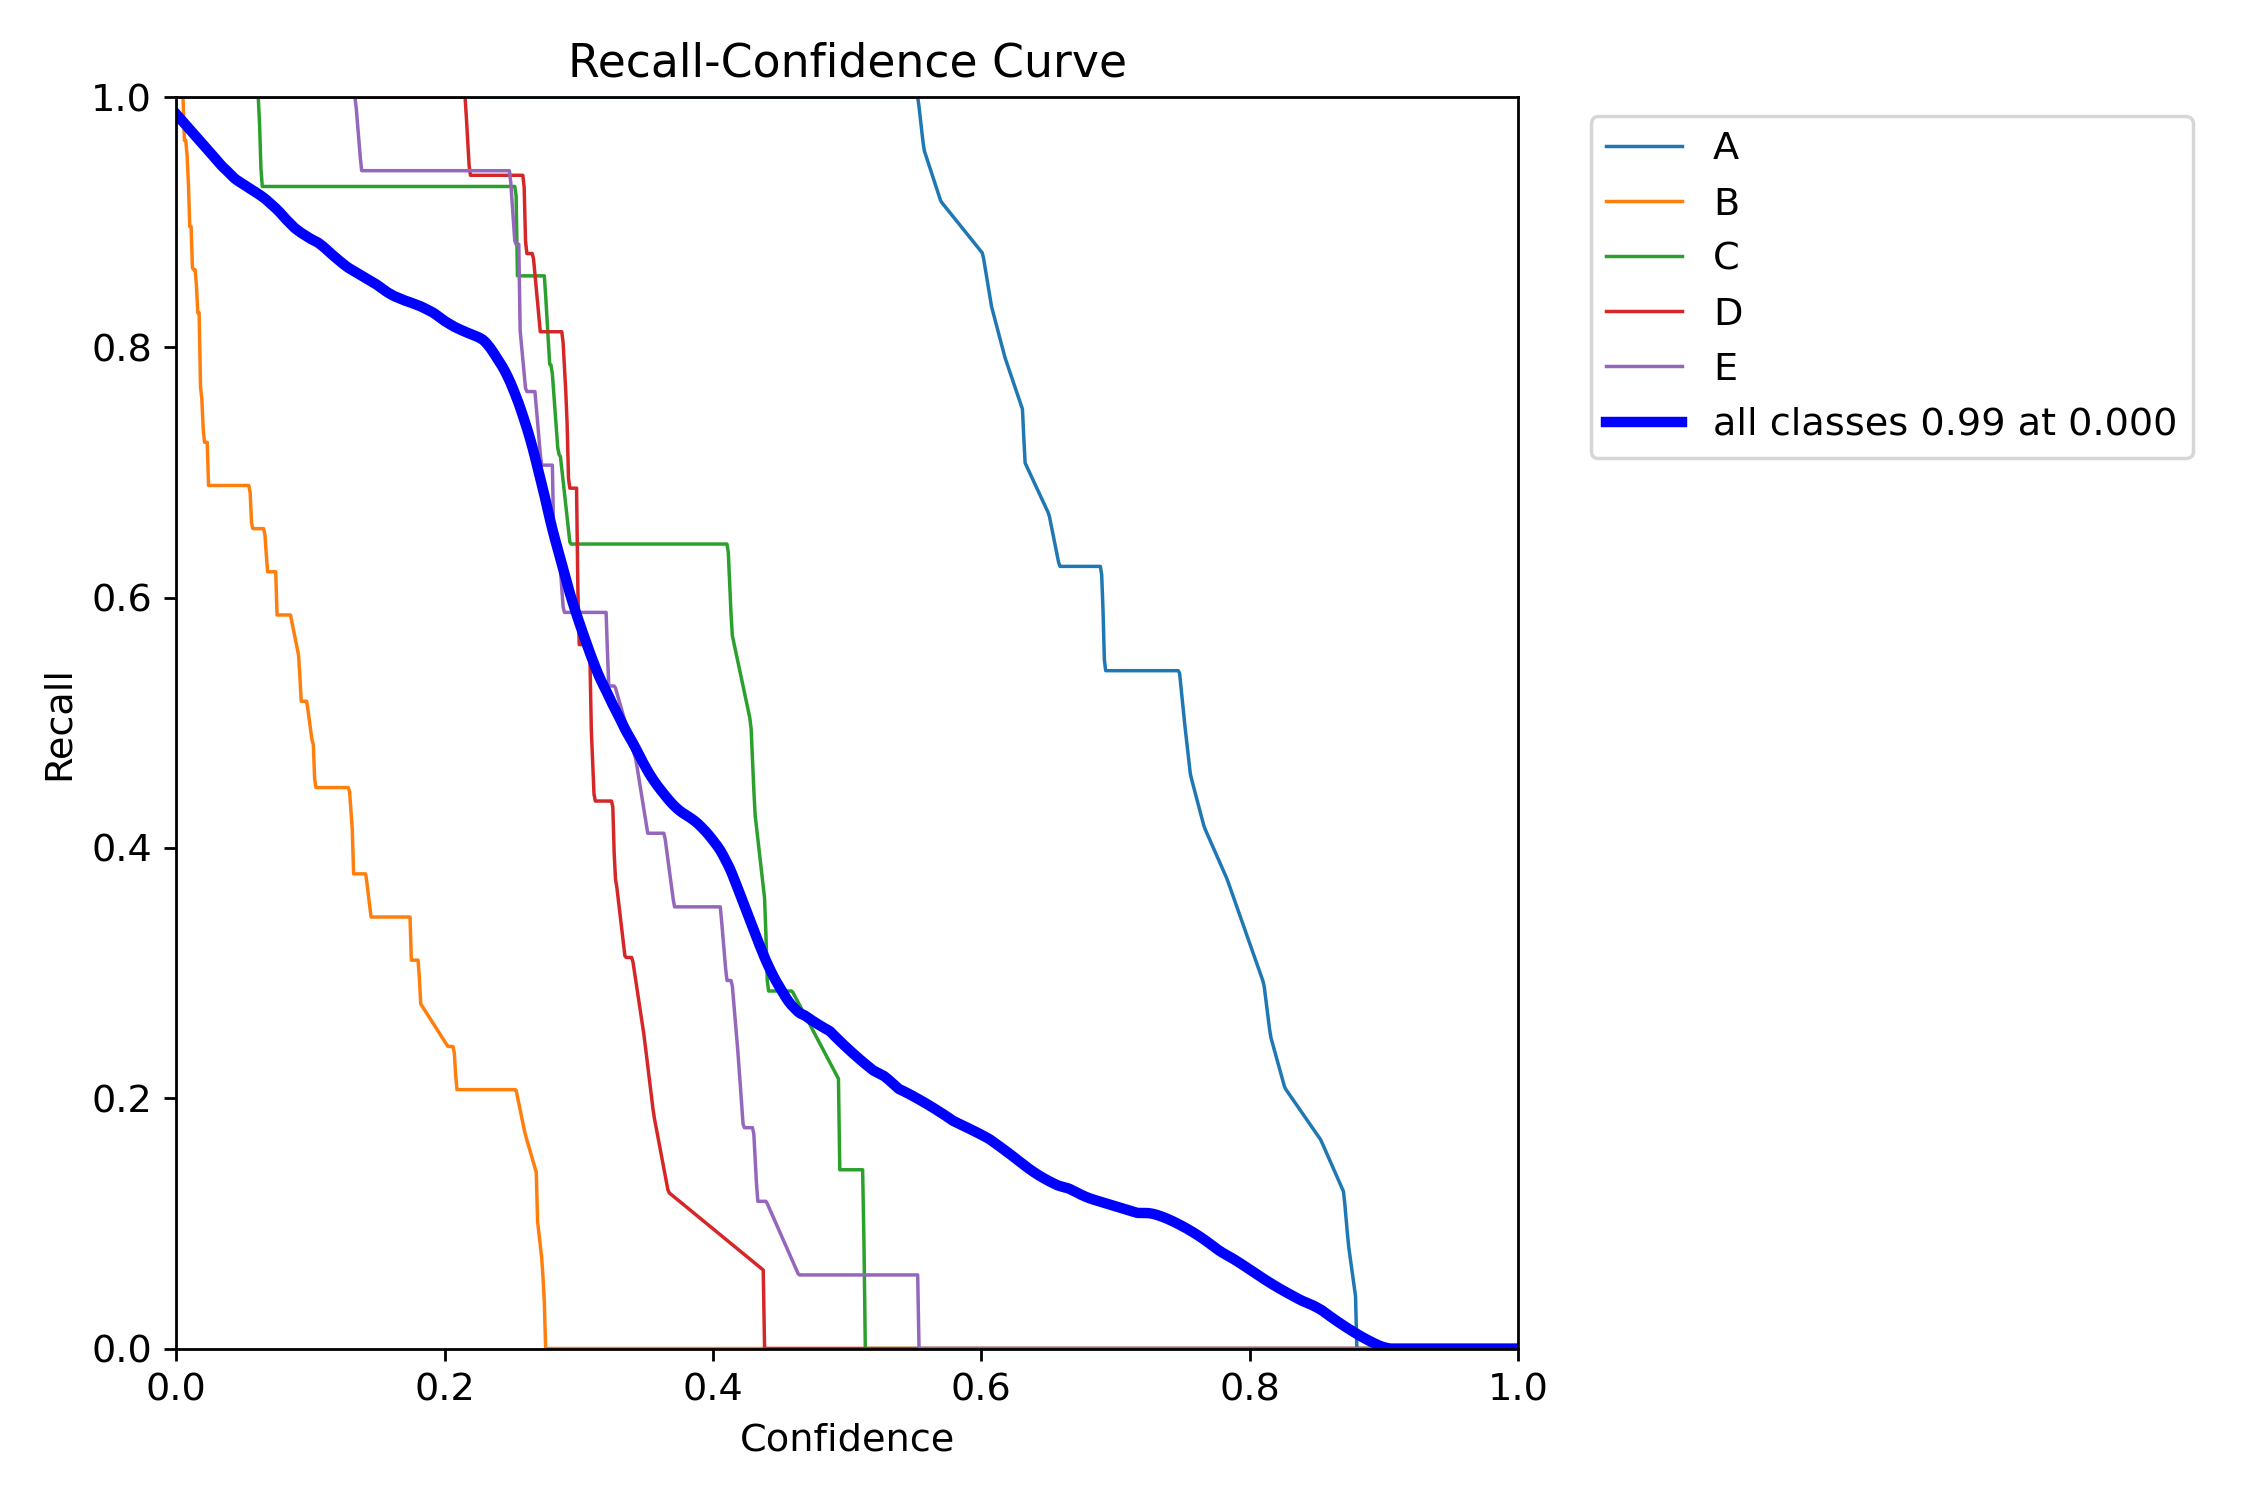 Recall-Confidence Curve
1.0
0.8
0.6
0.4
0.2
0.0
Recall
0.0 0.2 0.4 0.6 0.8 1.0
Confidence
A
B
C
D
E
all classes 0.99 at 0.000